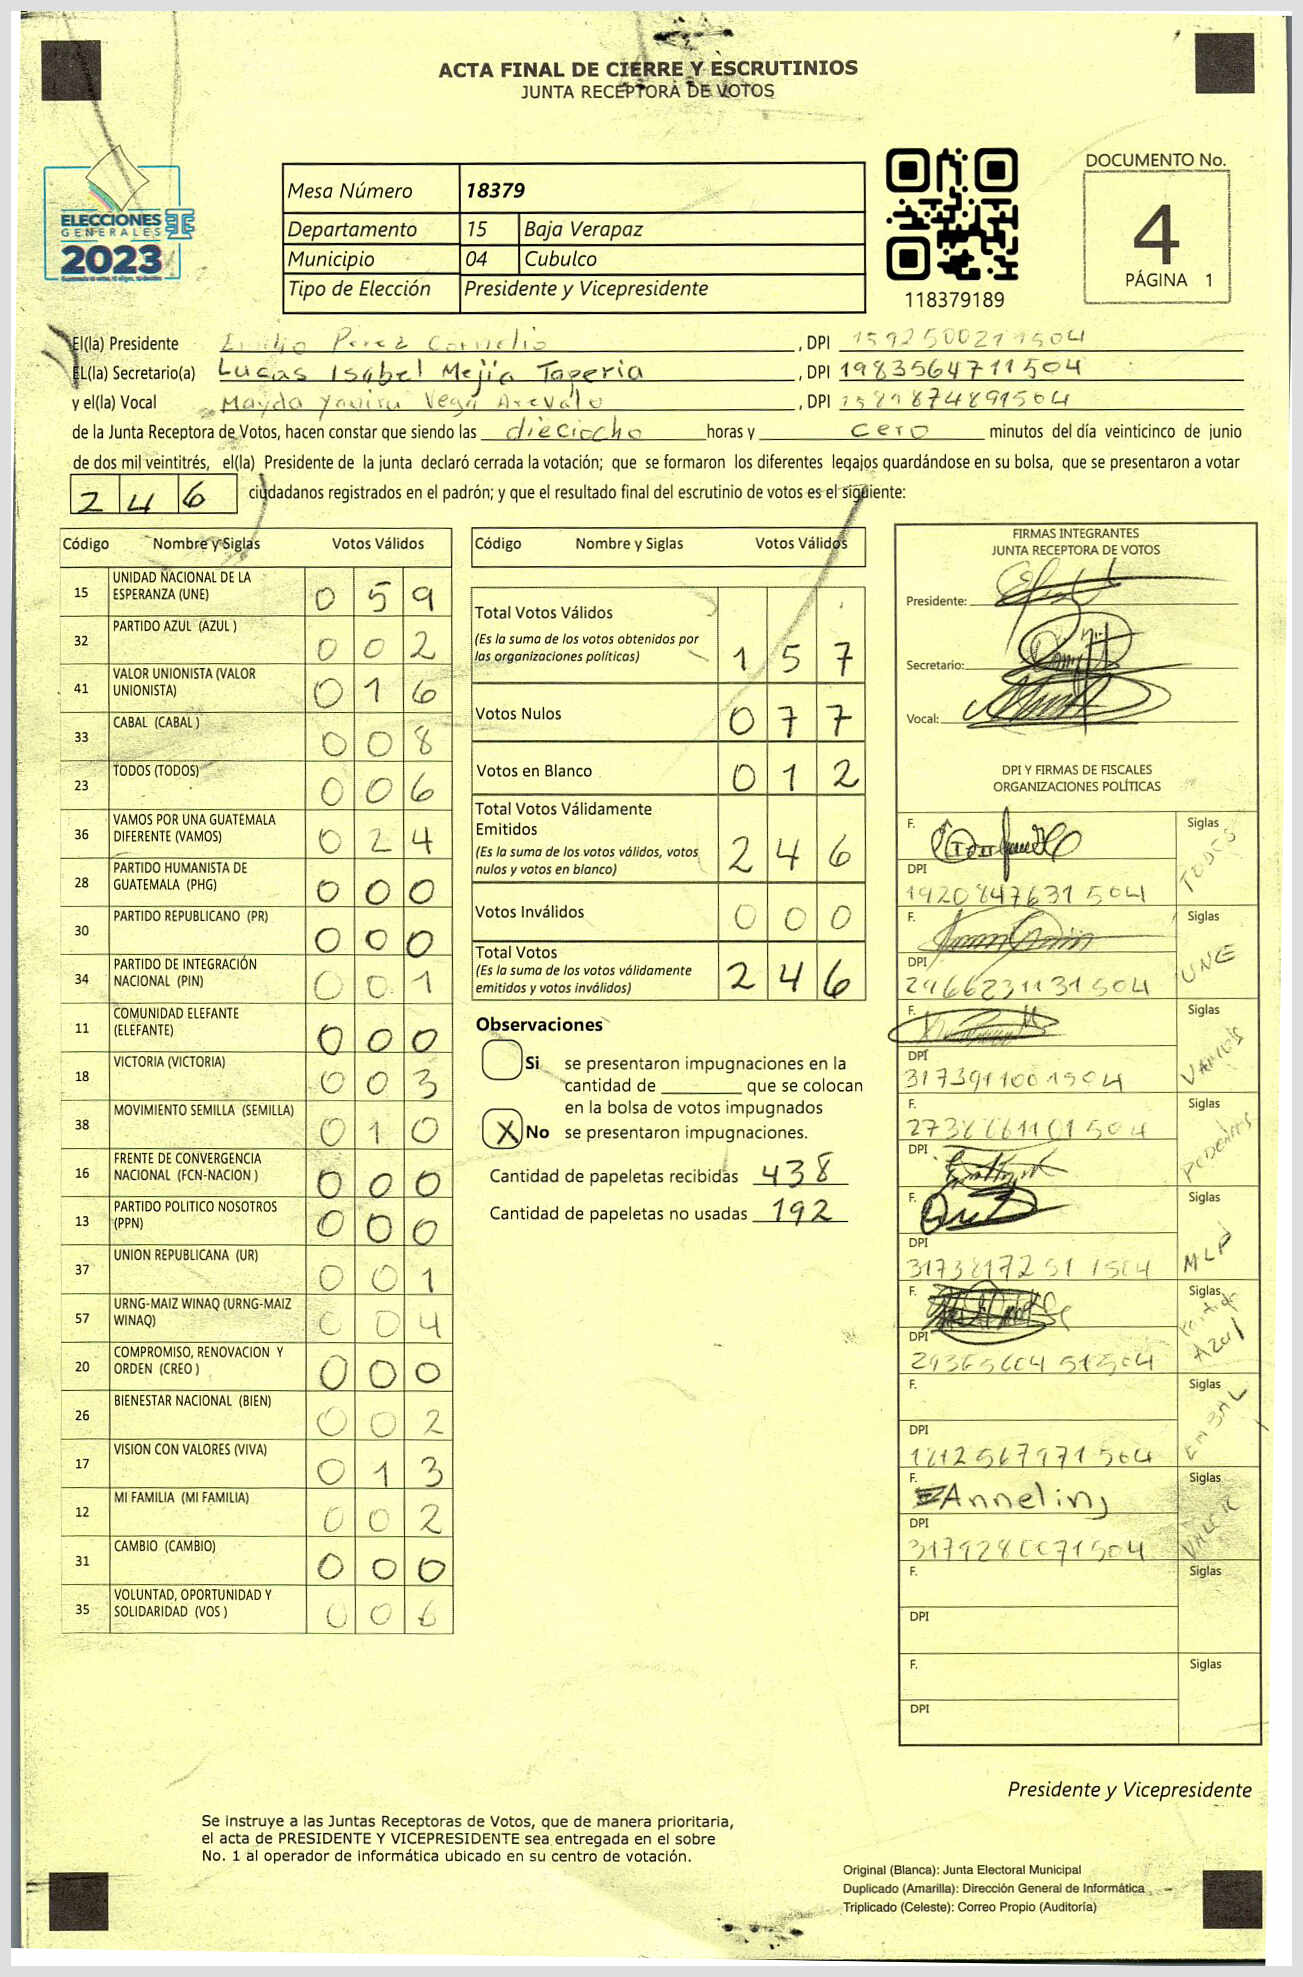 ACTA FINAL DE CIERRE Y ESCRUTINIOS
JUNTA RECEPTORA DE VOTOS
ELECCIONES
GENERALES
2023
Mesa Número 18379
Departamento 15 Baja Verapaz
Municipio 04 Cubulco
Tipo de Elección Presidente y Vicepresidente
118379189
DOCUMENTO No.
4
PÁGINA 1
El(la) Presidente Emilio Perez Cornelio, DPI
EL(la) Secretario(a) Lucas Isabel Mejia Taperia, DPI 1983564711504
y el(la) Vocal Mayda Vega Arevalo, DPI
de la Junta Receptora de Votos, hacen constar que siendo las dieciocho horas y cero minutos del día veinticinco de junio
de dos mil veintitrés, el(la) Presidente de la junta declaró cerrada la votación; que se formaron los diferentes legajos guardándose en su bolsa, que se presentaron a votar
246 ciudadanos registrados en el padrón; y que el resultado final del escrutinio de votos es el siguiente:
Código Nombre y Siglas Votos Válidos
15 UNIDAD NACIONAL DE LA ESPERANZA (UNE) 0 5 9
32 PARTIDO AZUL (AZUL ) 0 0 2
41 VALOR UNIONISTA (VALOR UNIONISTA) 0 1 6
33 CABAL (CABAL ) 0 0 8
23 TODOS (TODOS) 0 0 6
36 VAMOS POR UNA GUATEMALA DIFERENTE (VAMOS) 0 2 4
28 PARTIDO HUMANISTA DE GUATEMALA (PHG) 0 0 0
30 PARTIDO REPUBLICANO (PR) 0 0 0
34 PARTIDO DE INTEGRACIÓN NACIONAL (PIN) 0 0 1
11 COMUNIDAD ELEFANTE (ELEFANTE) 0 0 0
18 VICTORIA (VICTORIA) 0 0 3
38 MOVIMIENTO SEMILLA (SEMILLA) 0 1 0
16 FRENTE DE CONVERGENCIA NACIONAL (FCN-NACION ) 0 0 0
13 PARTIDO POLITICO NOSOTROS (PPN) 0 0 0
37 UNION REPUBLICANA (UR) 0 0 1
57 URNG-MAIZ WINAQ (URNG-MAIZ WINAQ) 0 0 4
20 COMPROMISO, RENOVACION Y ORDEN (CREO ) 0 0 0
26 BIENESTAR NACIONAL (BIEN) 0 0 2
17 VISION CON VALORES (VIVA) 0 1 3
12 MI FAMILIA (MI FAMILIA) 0 0 2
31 CAMBIO (CAMBIO) 0 0 0
35 VOLUNTAD, OPORTUNIDAD Y SOLIDARIDAD (VOS ) 0 0 6
Código Nombre y Siglas Votos Válidos
Total Votos Válidos
(Es la suma de los votos obtenidos por
las organizaciones políticas) 1 5 7
Votos Nulos 0 7 7
Votos en Blanco 0 1 2
Total Votos Válidamente
Emitidos
(Es la suma de los votos válidos, votos
nulos y votos en blanco) 2 4 6
Votos Inválidos 0 0 0
Total Votos
(Es la suma de los votos válidamente
emitidos y votos inválidos) 2 4 6
Observaciones
Si se presentaron impugnaciones en la
cantidad de ________ que se colocan
en la bolsa de votos impugnados
X No se presentaron impugnaciones.
Cantidad de papeletas recibidas 438
Cantidad de papeletas no usadas 192
FIRMAS INTEGRANTES
JUNTA RECEPTORA DE VOTOS
Presidente:
Secretario:
Vocal:
DPI Y FIRMAS DE FISCALES
ORGANIZACIONES POLÍTICAS
F. Siglas TODOS
DPI
1920847631504
F. Siglas UNE
DPI
2966231131504
F. Siglas VAMOS
DPI
3173911001504
F. Siglas
DPI
F. Siglas MLP
DPI
F. Siglas Partido Azul
DPI
F. Siglas
DPI
F. Anneliny Siglas VALOR
DPI
F. Siglas
DPI
F. Siglas
DPI
Presidente y Vicepresidente
Se instruye a las Juntas Receptoras de Votos, que de manera prioritaria,
el acta de PRESIDENTE Y VICEPRESIDENTE sea entregada en el sobre
No. 1 al operador de informática ubicado en su centro de votación.
Original (Blanca): Junta Electoral Municipal
Duplicado (Amarilla): Dirección General de Informática
Triplicado (Celeste): Correo Propio (Auditoría)